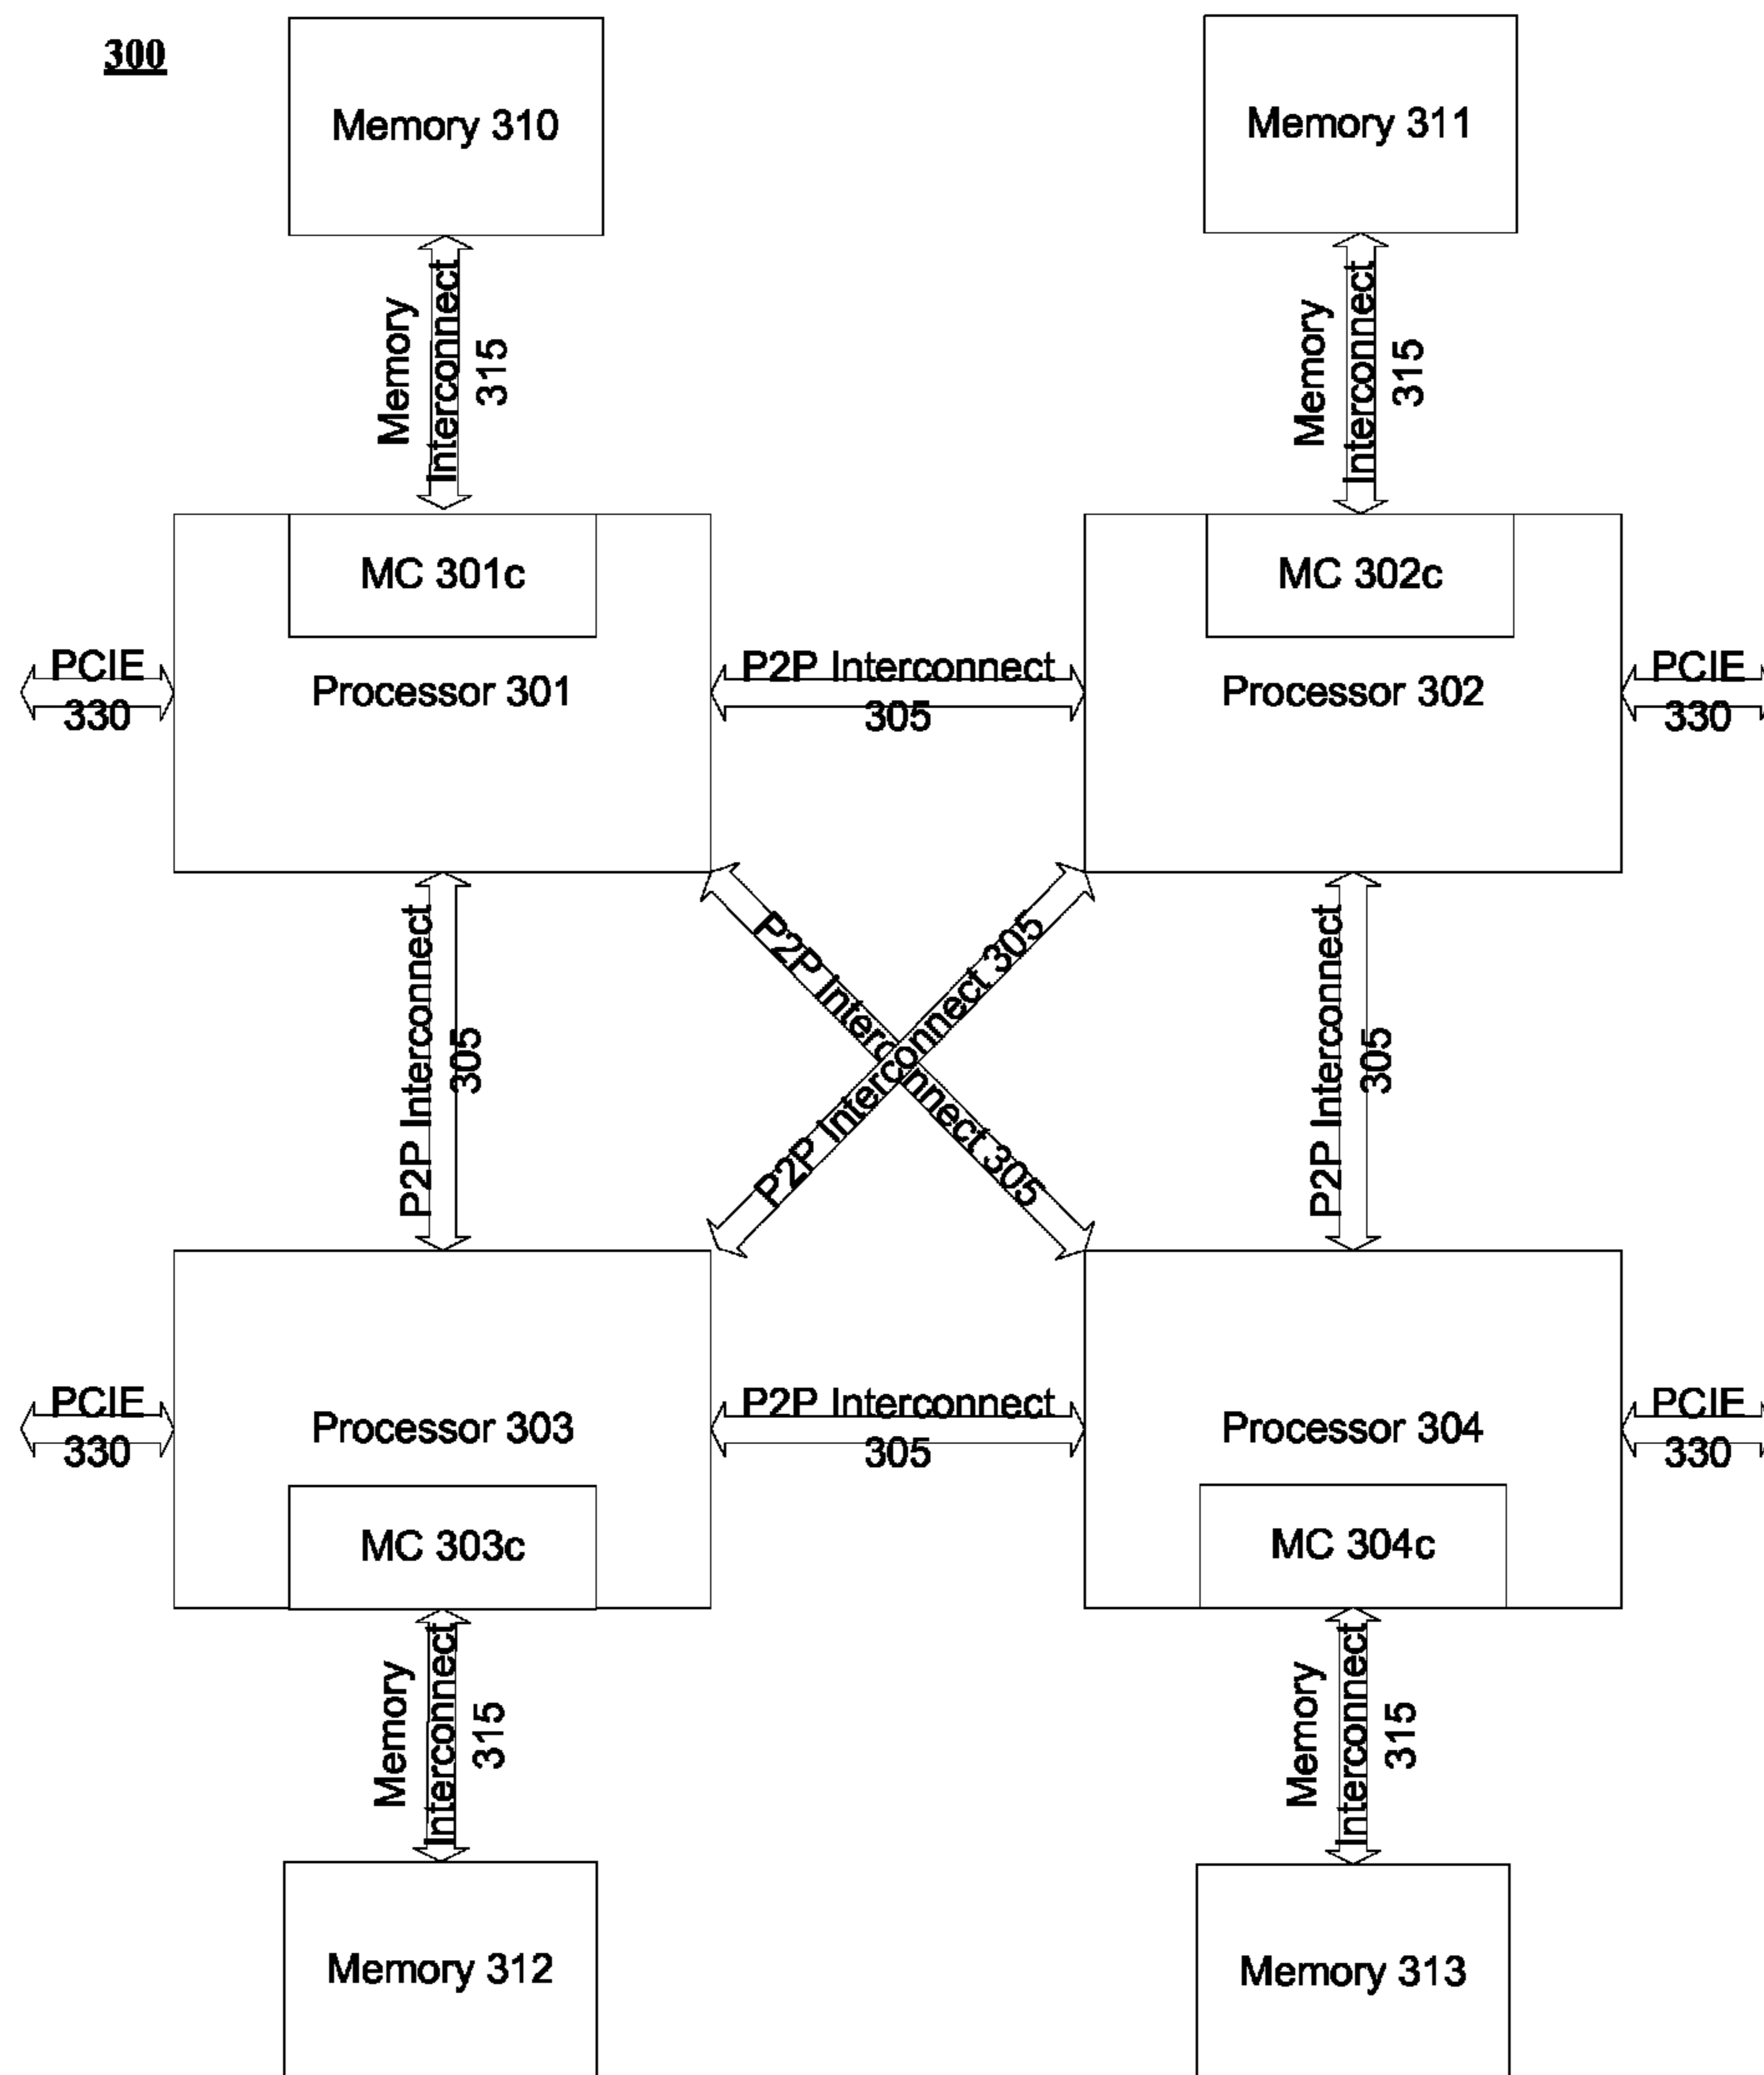 300
Memory 310
Memory 311
Memory
Interconnect
315
Memory
Interconnect
315
MC 301c
MC 302c
PCIE
330
Processor 301
P2P Interconnect
305
Processor 302
PCIE
330
P2P Interconnect
305
P2P Interconnect 305
P2P Interconnect 305
P2P Interconnect
305
PCIE
330
Processor 303
P2P Interconnect
305
Processor 304
PCIE
330
MC 303c
MC 304c
Memory
Interconnect
315
Memory
Interconnect
315
Memory 312
Memory 313